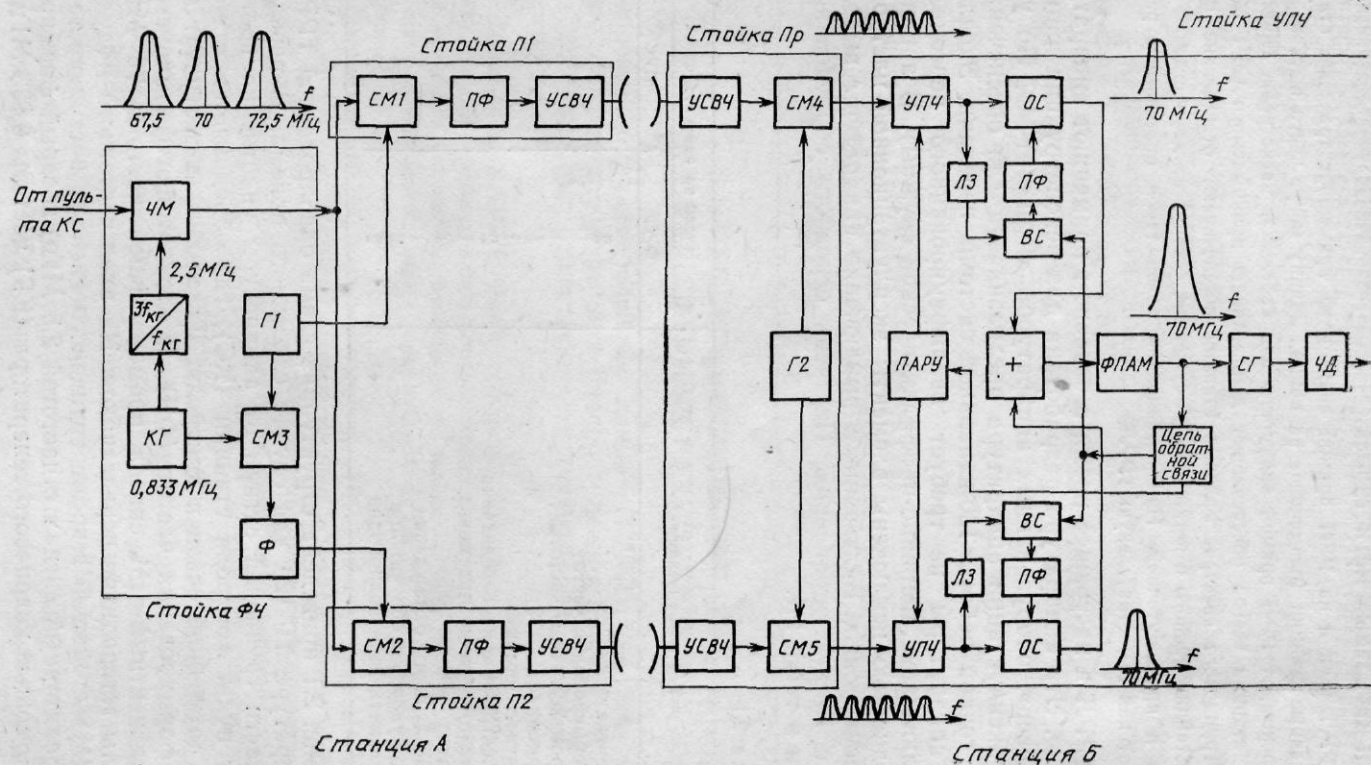 Стойка П1
Стойка Пр
Стойка УПЧ
f
67,5
70
72,5 МГц
f
СМ1
ПФ
УСВЧ
УСВЧ
СМ4
УПЧ
ОС
f
70 МГц
От пуль-
та КС
ЧМ
ЛЗ
ПФ
ВС
2,5 МГц
3fкг
fкг
Г1
Г2
ПАРУ
+
ФПАМ
СГ
ЧД
f
70 МГц
КГ
СМ3
0,833 МГц
Цепь
обрат-
ной
связи
Ф
ВС
ЛЗ
ПФ
Стойка ФЧ
СМ2
ПФ
УСВЧ
УСВЧ
СМ5
УПЧ
ОС
f
70 МГц
Стойка П2
f
Станция А
Станция Б